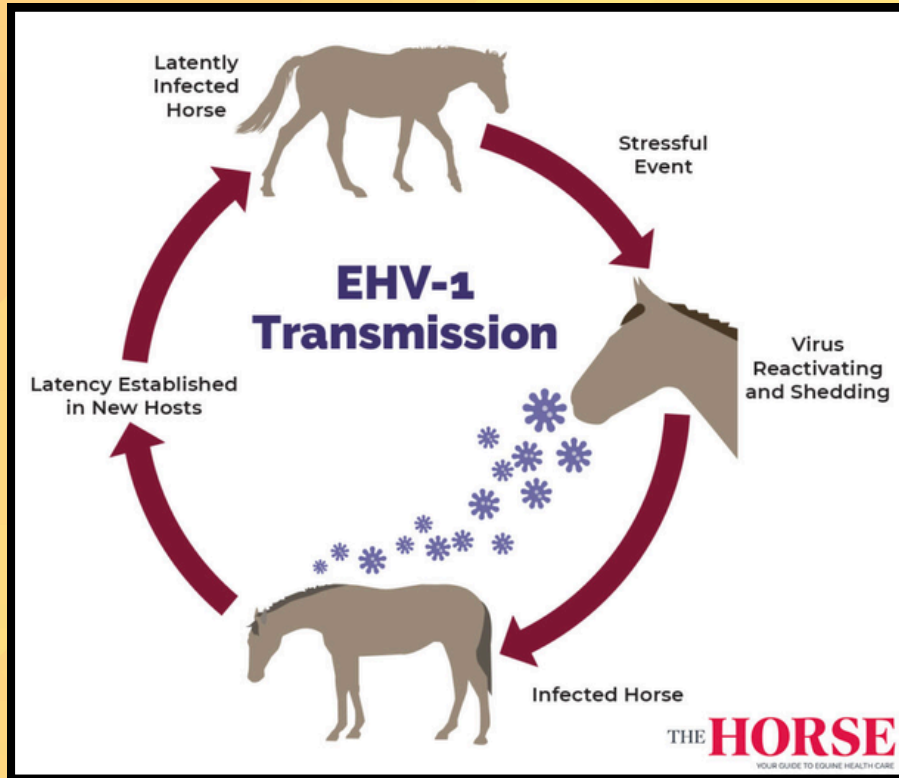 Latently
Infected
Horse
Stressful
Event
EHV-1
Transmission
Virus
Reactivating
and Shedding
Latency Established
in New Hosts
Infected Horse
THE HORSE
YOUR GUIDE TO EQUINE HEALTH CARE